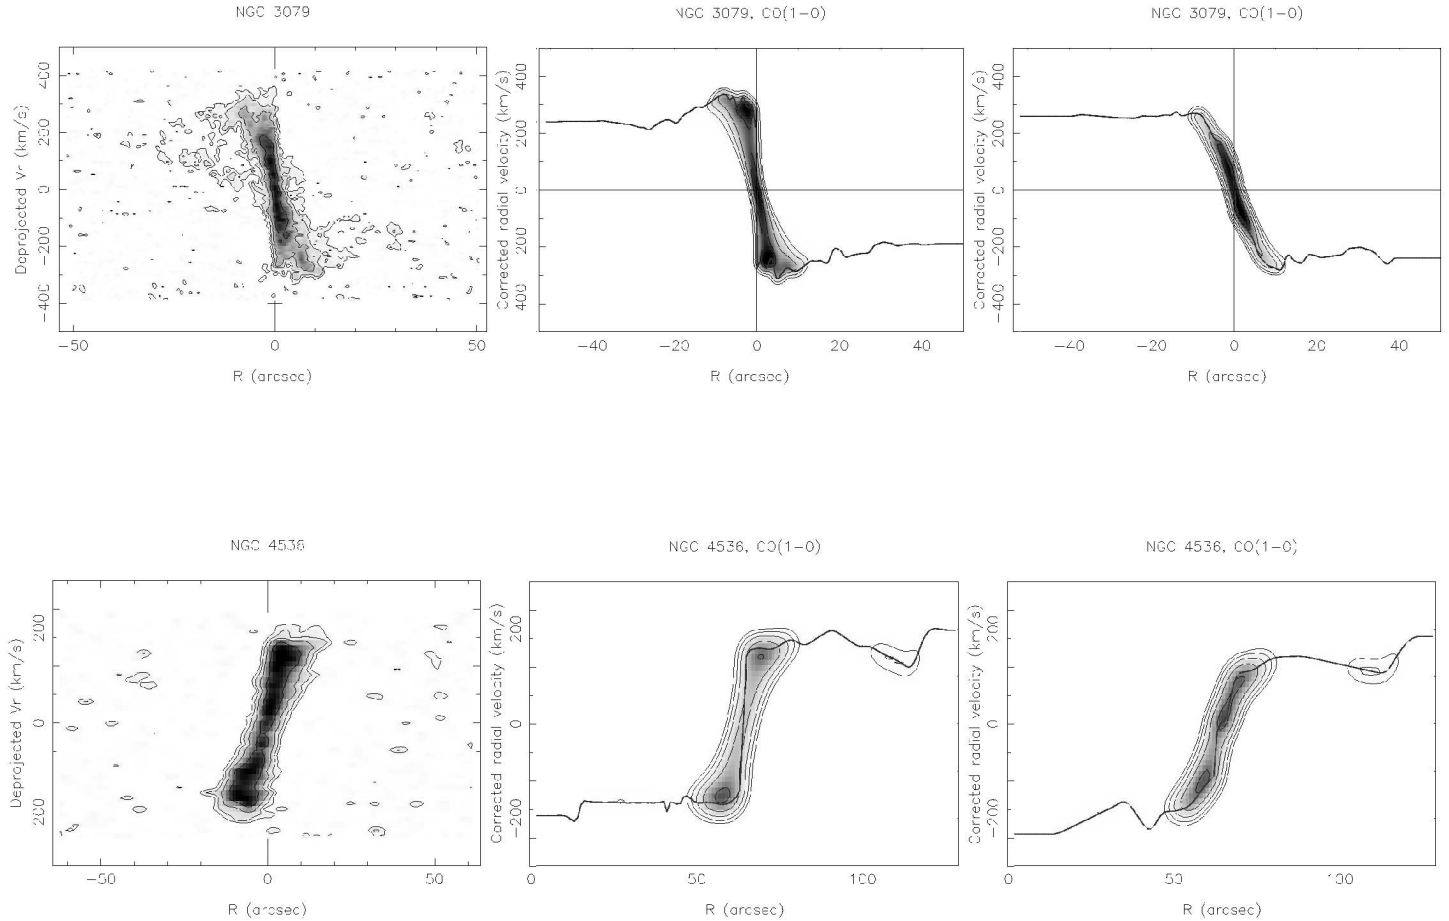 NGC 3079
NGC 3079, CO(1-0)
NGC 3079, CO(1-0)
Deprojected Vr (km/s)
-400
-200
0
200
400
-50
0
50
R (arcsec)
Corrected radial velocity (km/s)
400
-200
0
200
400
-40
-20
0
20
40
R (arcsec)
Corrected radial velocity (km/s)
-400
-200
0
200
400
-40
-20
0
20
40
R (arcsec)
NGC 4536
NGC 4536, CO(1-0)
NGC 4536, CO(1-0)
Deprojected Vr (km/s)
200
0
200
-50
0
50
R (arcsec)
Corrected radial velocity (km/s)
-200
0
200
0
50
100
R (arcsec)
Corrected radial velocity (km/s)
-200
0
200
0
50
100
R (arcsec)